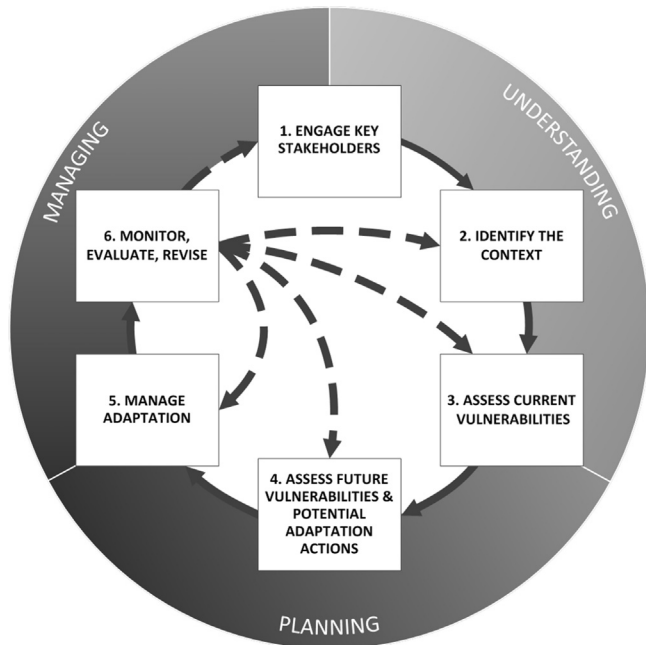 MANAGING
UNDERSTANDING
1. ENGAGE KEY
STAKEHOLDERS
6. MONITOR,
EVALUATE, REVISE
2. IDENTIFY THE
CONTEXT
5. MANAGE
ADAPTATION
3. ASSESS CURRENT
VULNERABILITIES
4. ASSESS FUTURE
VULNERABILITIES &
POTENTIAL
ADAPTATION
ACTIONS
PLANNING